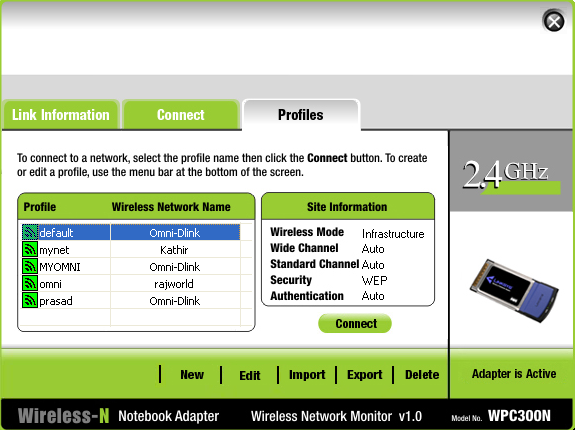 Link Information Connect Profiles
To connect to a network, select the profile name then click the Connect button. To create
or edit a profile, use the menu bar at the bottom of the screen.
2.4GHz
Profile Wireless Network Name
default Omni-Dlink
mynet Kathir
MYOMNI Omni-Dlink
omni rajworld
prasad Omni-Dlink
Site Information
Wireless Mode Infrastructure
Wide Channel Auto
Standard Channel Auto
Security WEP
Authentication Auto
Connect
New Edit Import Export Delete
Adapter is Active
Wireless-N Notebook Adapter Wireless Network Monitor v1.0 Model No. WPC300N